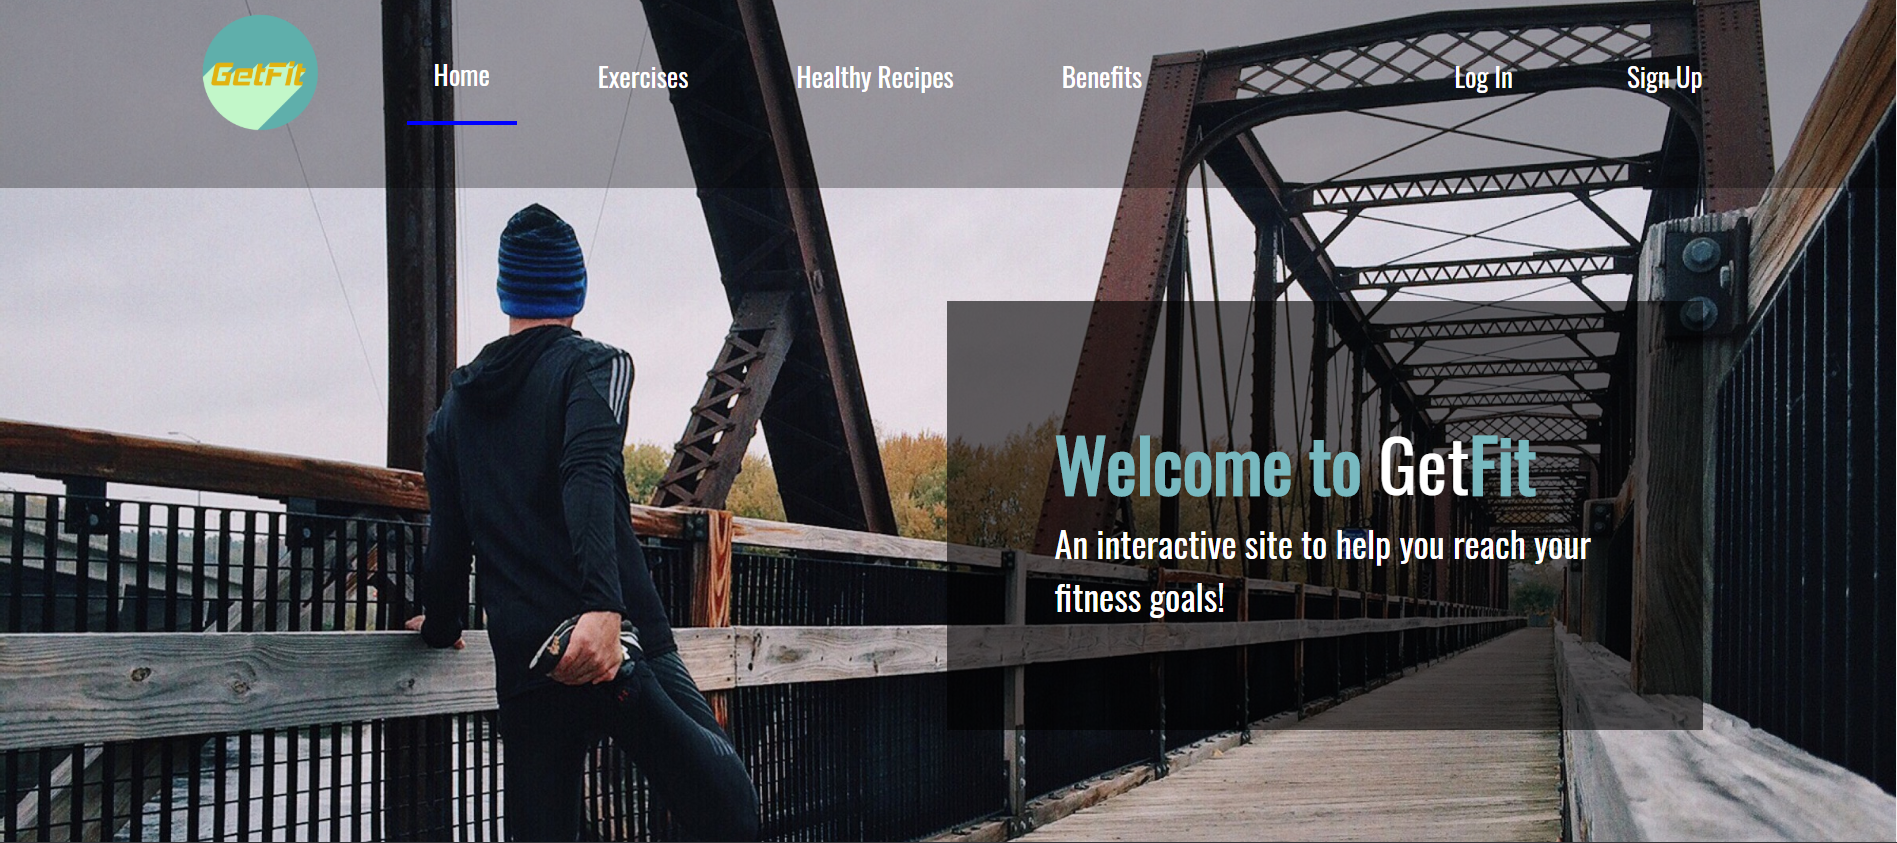 GetFit
Home
Exercises
Healthy Recipes
Benefits
Log In
Sign Up
Welcome to GetFit
An interactive site to help you reach your
fitness goals!